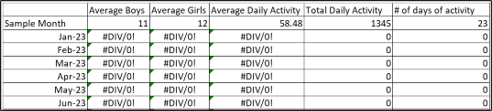 Average Boys Average Girls Average Daily Activity Total Daily Activity # of days of activity
Sample Month 11 12 58.48 1345 23
Jan-23 #DIV/0! #DIV/0! #DIV/0! 0 0
Feb-23 #DIV/0! #DIV/0! #DIV/0! 0 0
Mar-23 #DIV/0! #DIV/0! #DIV/0! 0 0
Apr-23 #DIV/0! #DIV/0! #DIV/0! 0 0
May-23 #DIV/0! #DIV/0! #DIV/0! 0 0
Jun-23 #DIV/0! #DIV/0! #DIV/0! 0 0